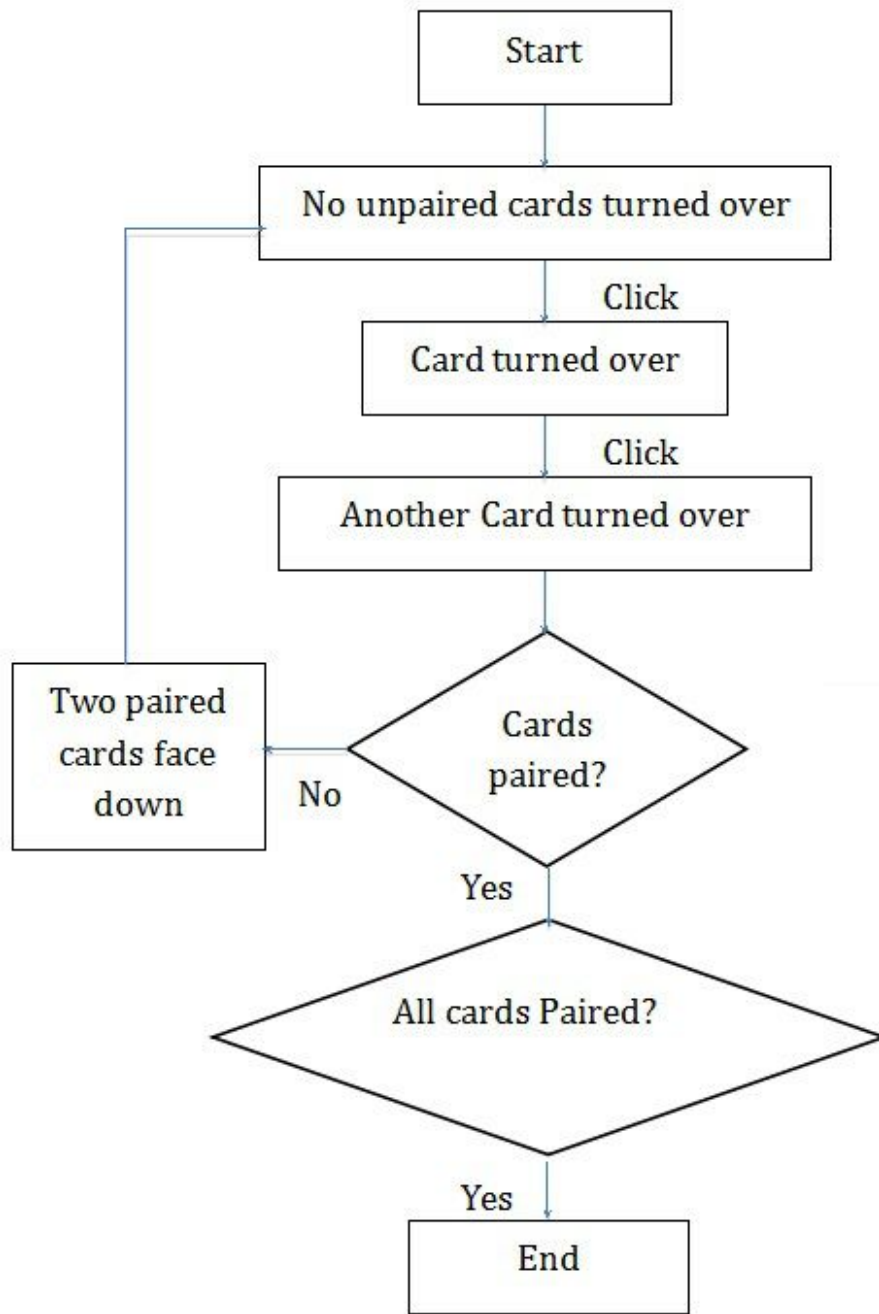 Start
No unpaired cards turned over
Click
Card turned over
Click
Another Card turned over
Cards
paired?
No
Two paired
cards face
down
Yes
All cards Paired?
Yes
End